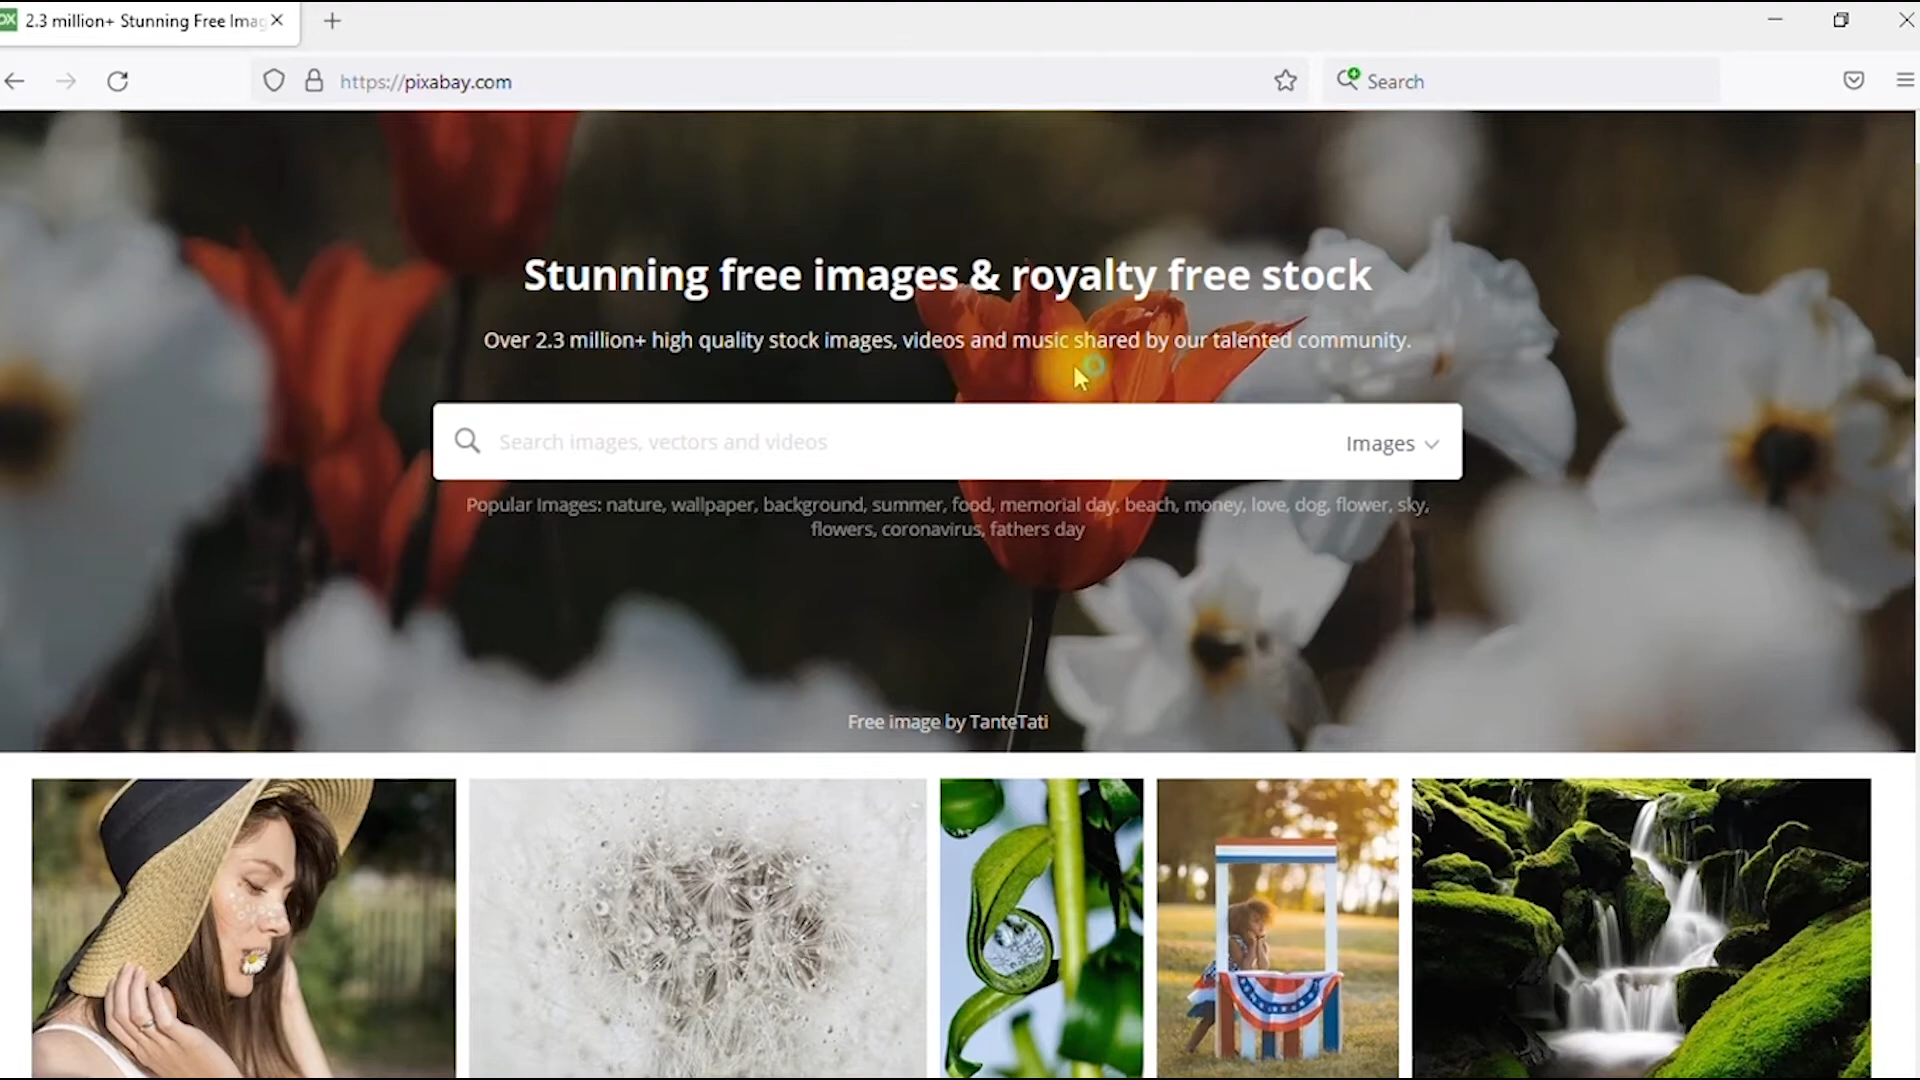 2.3 million+ Stunning Free Imag
https://pixabay.com
Search
Stunning free images & royalty free stock
Over 2.3 million+ high quality stock images, videos and music shared by our talented community.
Search images, vectors and videos
Images
Popular Images: nature, wallpaper, background, summer, food, memorial day, beach, money, love, dog, flower, sky,
flowers, coronavirus, fathers day
Free image by TanteTati